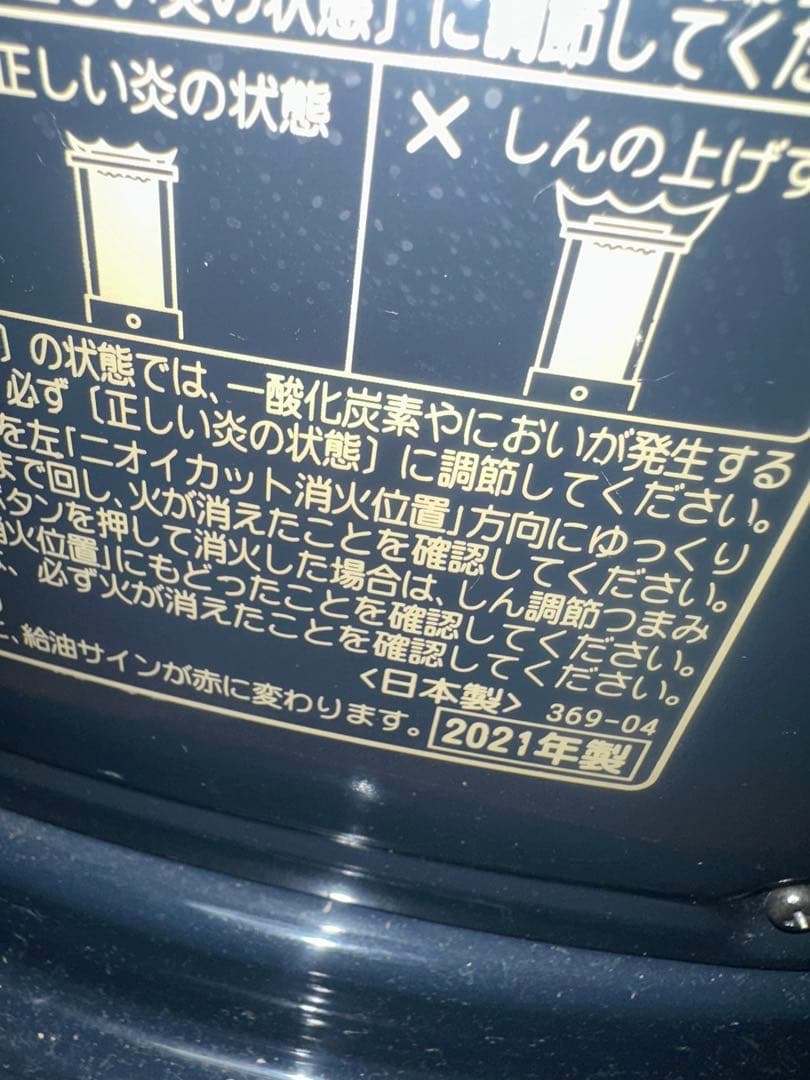 正しい炎の状態〕に調節してくだ
正しい炎の状態
× しんの上げす
〕の状態では、一酸化炭素やにおいが発生する
必ず〔正しい炎の状態〕に調節してください。
を左「ニオイカット消火位置」方向にゆっくり
まで回し、火が消えたことを確認してください。
ボタンを押して消火した場合は、しん調節つまみ
消火位置」にもどったことを確認してください。
、必ず火が消えたことを確認してください。
、給油サインが赤に変わります。
<日本製> 369-04
2021年製